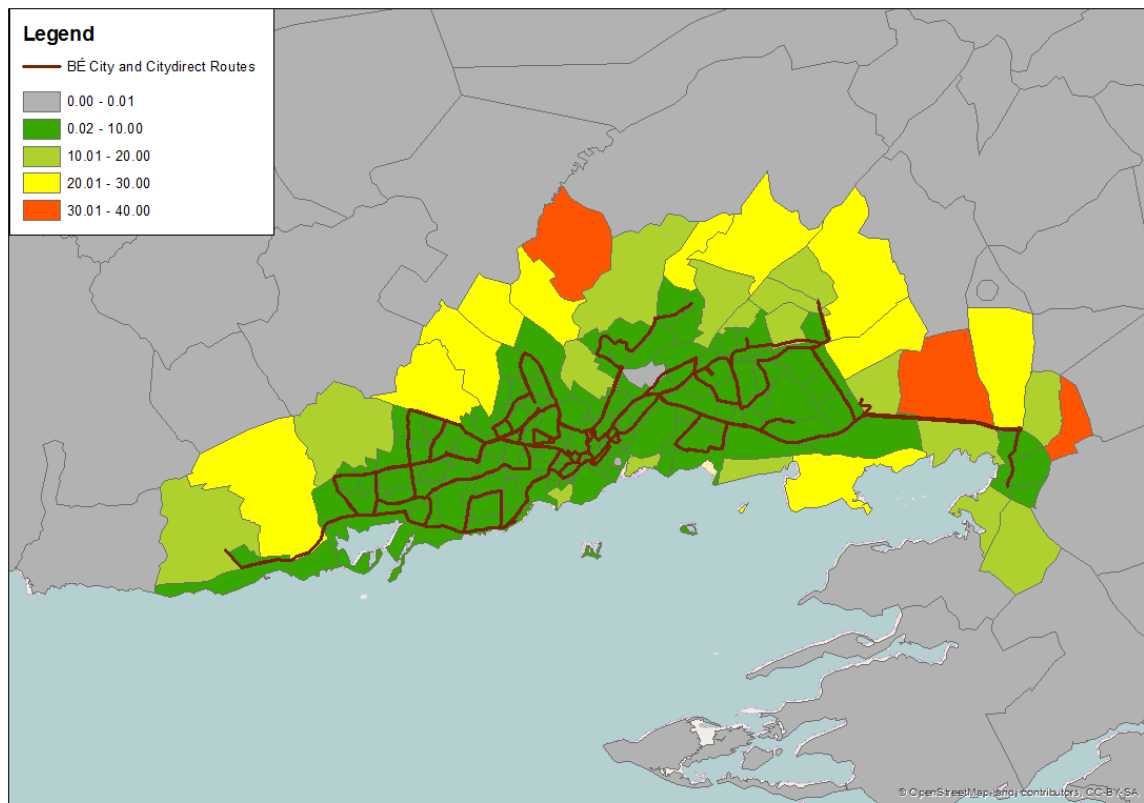 Legend
BÉ City and Citydirect Routes
0.00 - 0.01
0.02 - 10.00
10.01 - 20.00
20.01 - 30.00
30.01 - 40.00
© OpenStreetMap and contributors, CC-BY-SA